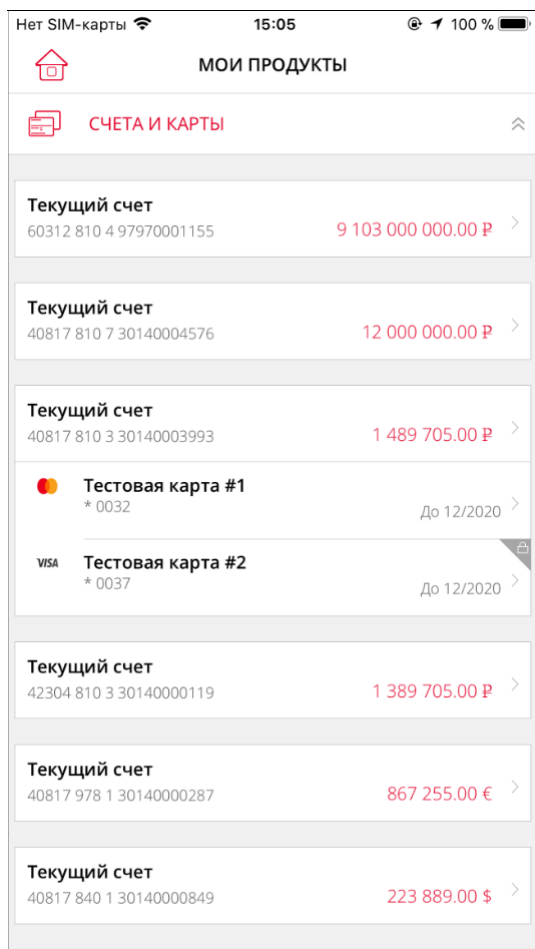 Нет SIM-карты 15:05 100 %
МОИ ПРОДУКТЫ
СЧЕТА И КАРТЫ
Текущий счет
60312 810 4 97970001155 9 103 000 000.00 ₽
Текущий счет
40817 810 7 30140004576 12 000 000.00 ₽
Текущий счет
40817 810 3 30140003993 1 489 705.00 ₽
Тестовая карта #1
* 0032 До 12/2020
VISA Тестовая карта #2
* 0037 До 12/2020
Текущий счет
42304 810 3 30140000119 1 389 705.00 ₽
Текущий счет
40817 978 1 30140000287 867 255.00 €
Текущий счет
40817 840 1 30140000849 223 889.00 $